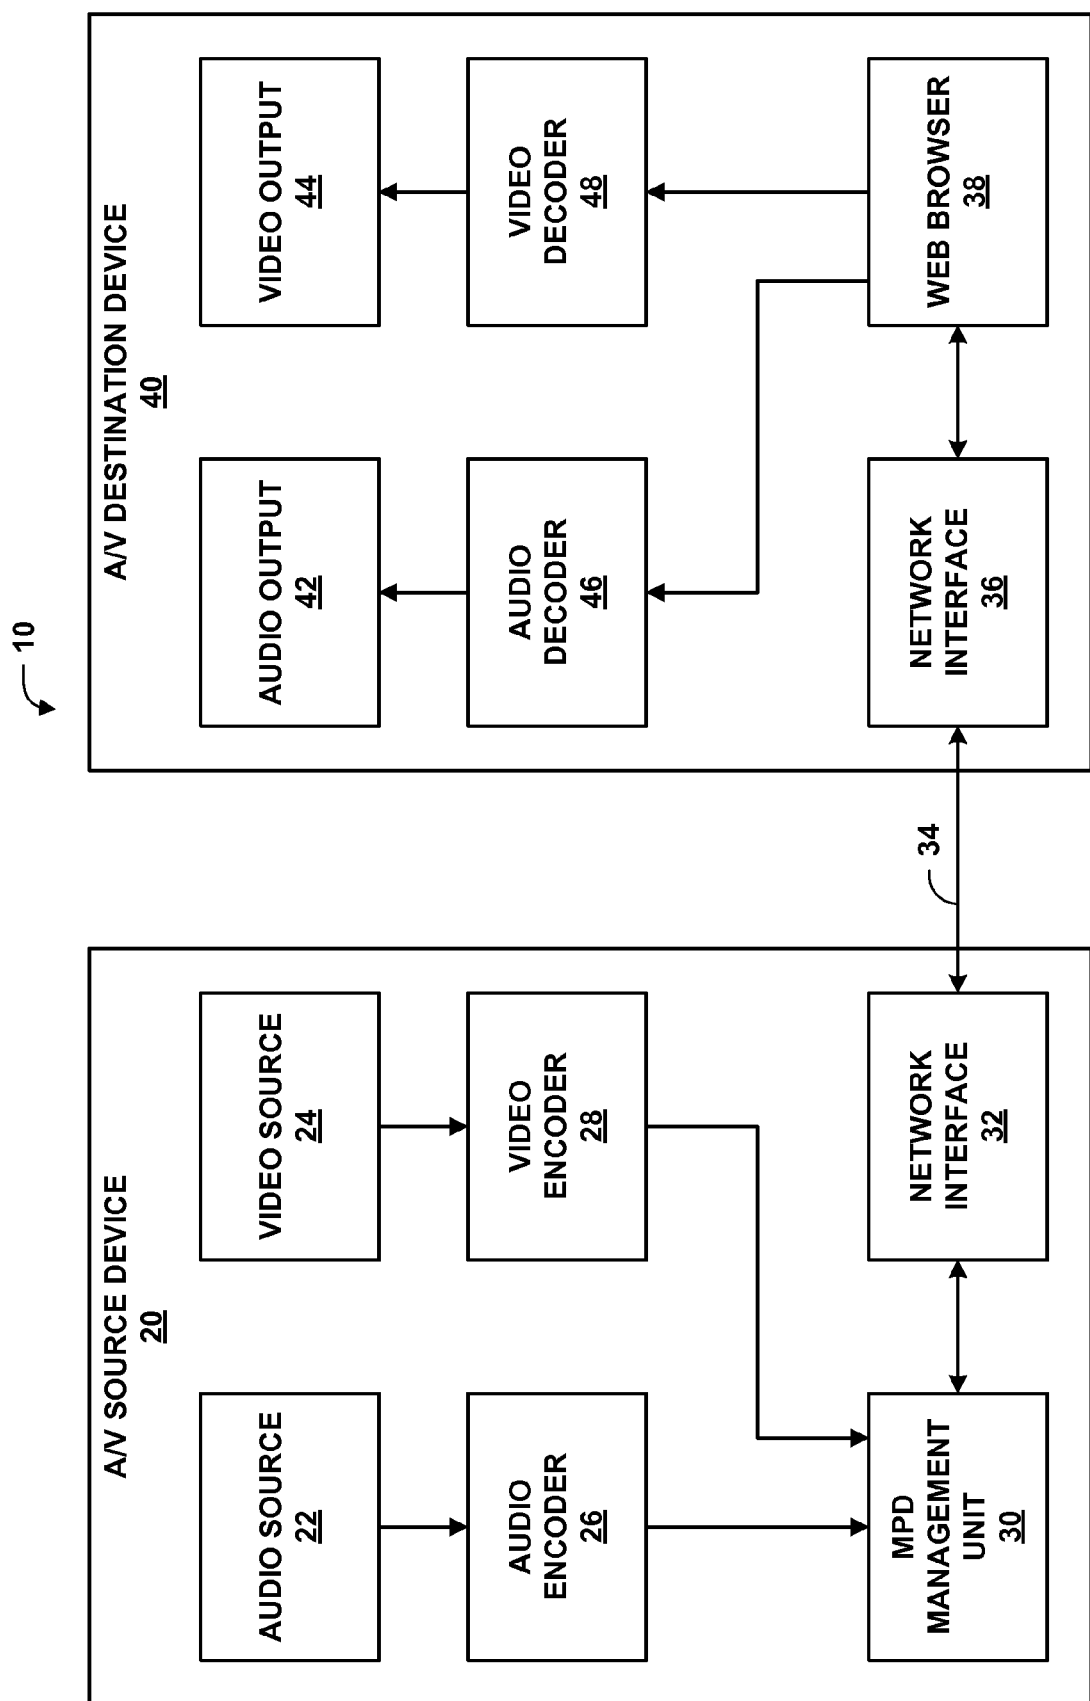 10
A/V SOURCE DEVICE
20
AUDIO SOURCE
22
VIDEO SOURCE
24
AUDIO
ENCODER
26
VIDEO
ENCODER
28
MPD
MANAGEMENT
UNIT
30
NETWORK
INTERFACE
32
34
A/V DESTINATION DEVICE
40
AUDIO OUTPUT
42
VIDEO OUTPUT
44
AUDIO
DECODER
46
VIDEO
DECODER
48
NETWORK
INTERFACE
36
WEB BROWSER
38